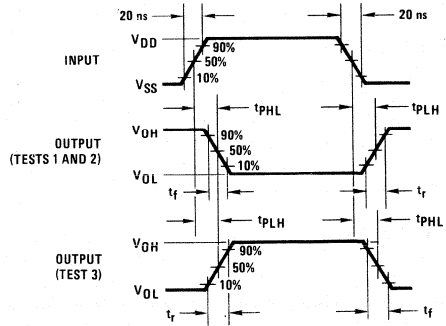 20 ns
20 ns
INPUT
VDD
90%
50%
10%
VSS
tPHL
tPLH
OUTPUT
(TESTS 1 AND 2)
VOH
90%
50%
10%
VOL
tf
tr
tPLH
tPHL
OUTPUT
(TEST 3)
VOH
90%
50%
10%
VOL
tr
tf